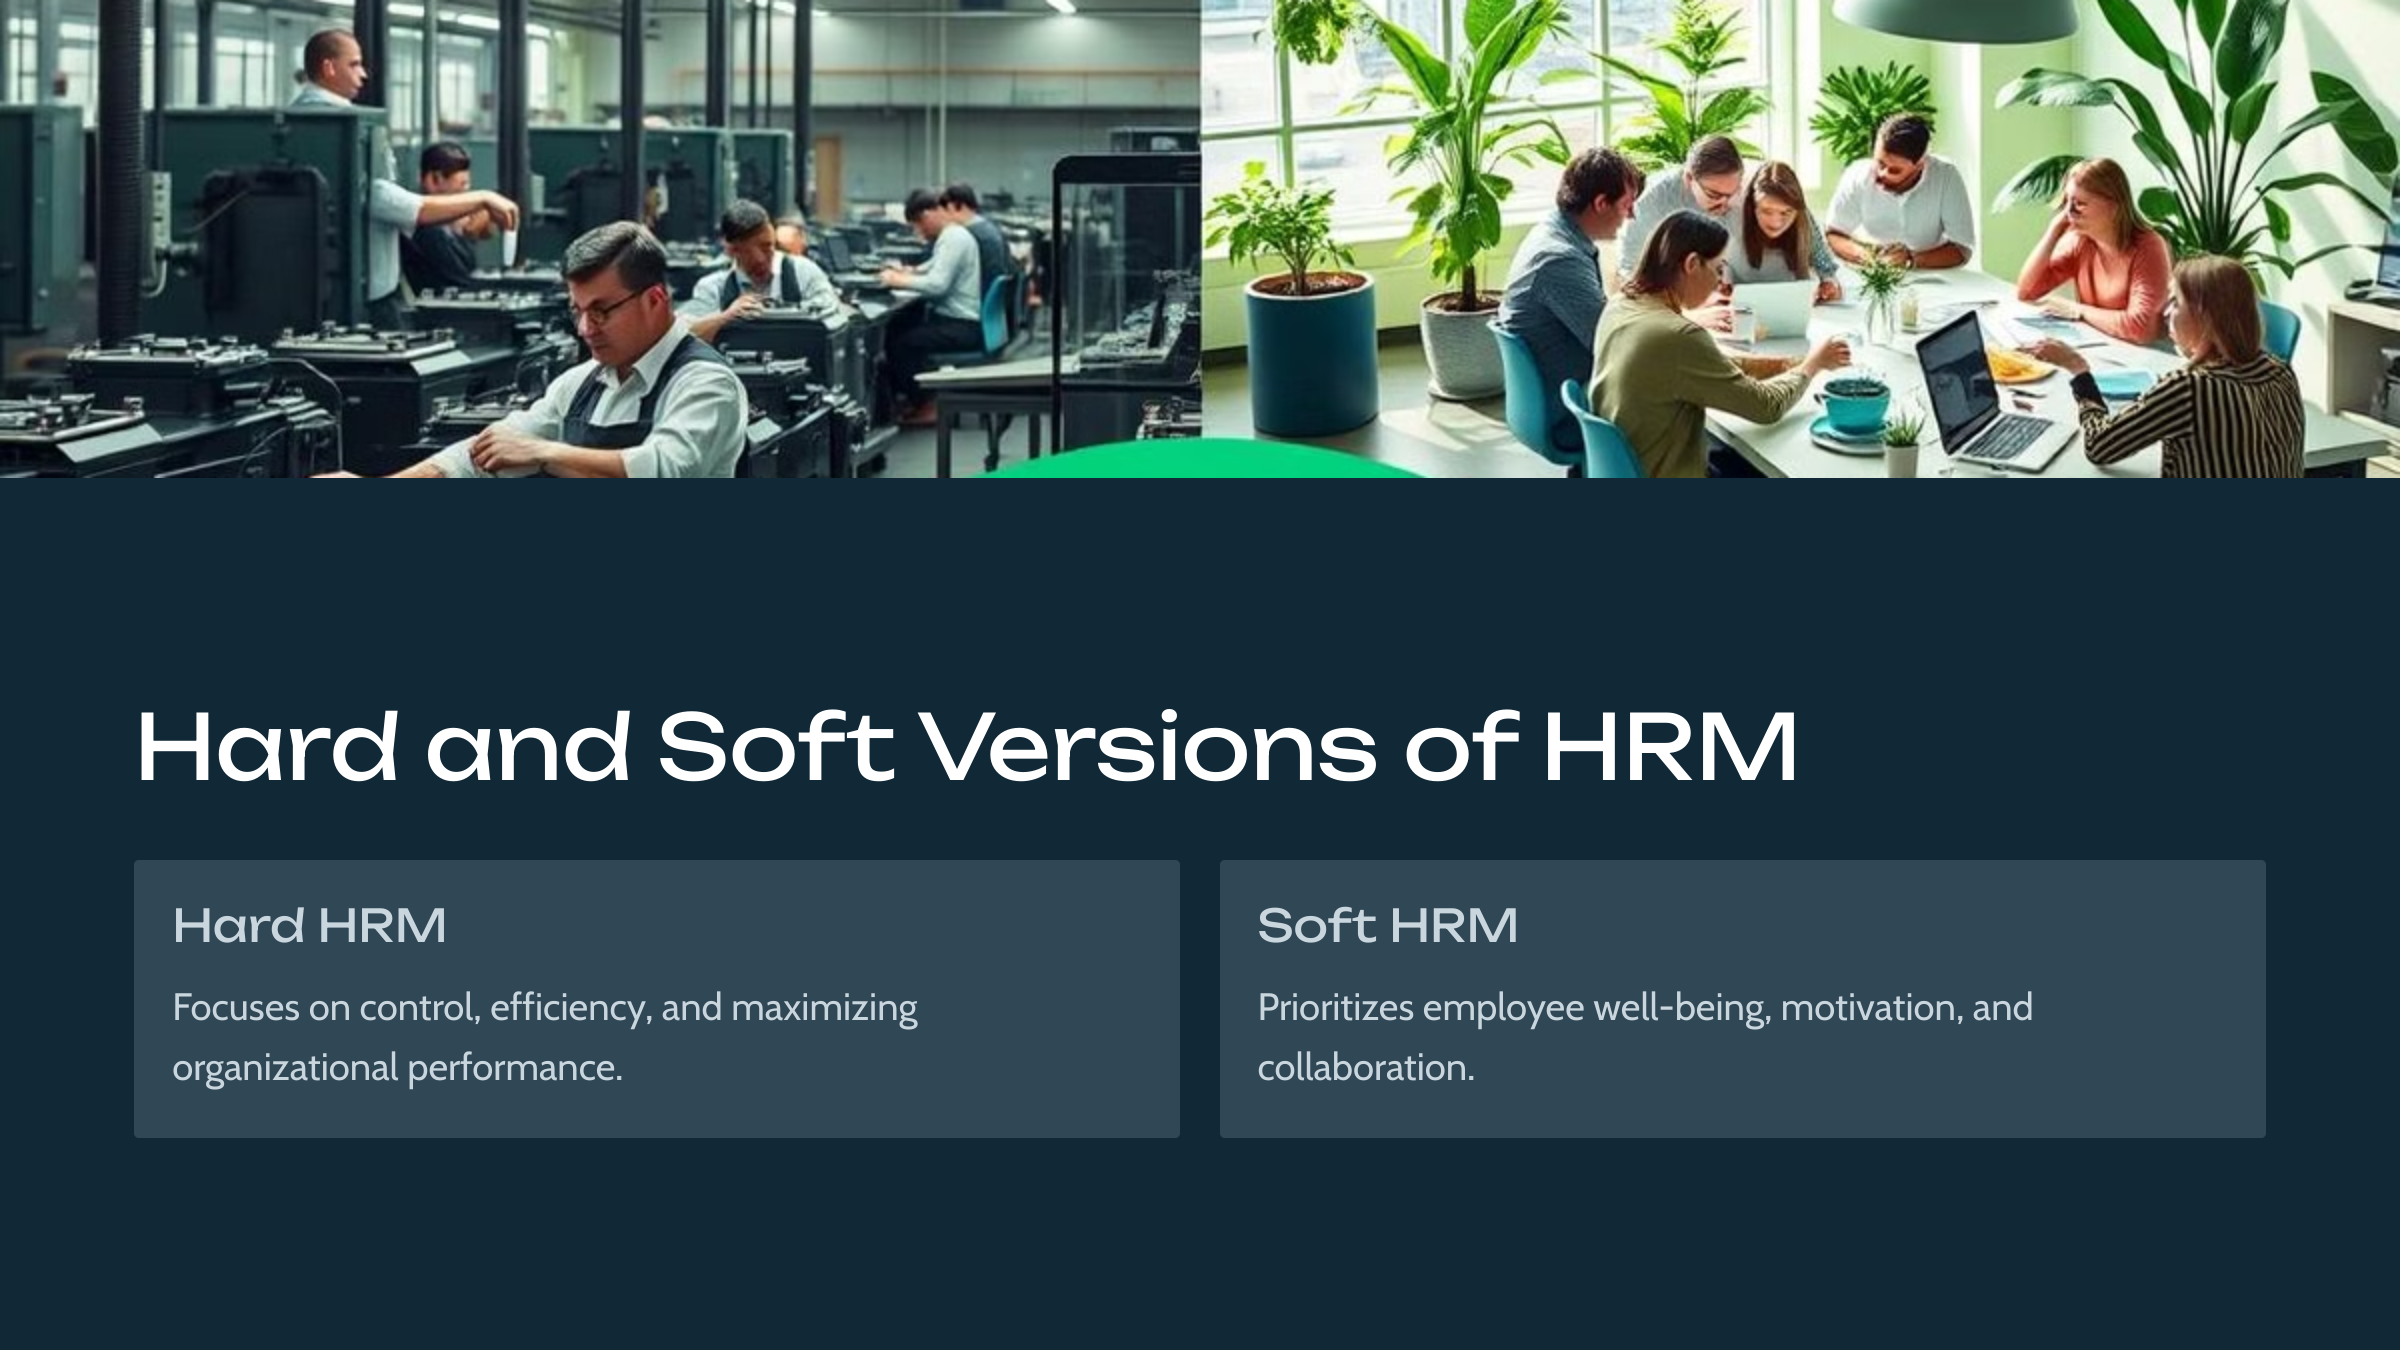 Hard and Soft Versions of HRM
Hard HRM
Focuses on control, efficiency, and maximizing
organizational performance.
Soft HRM
Prioritizes employee well-being, motivation, and
collaboration.